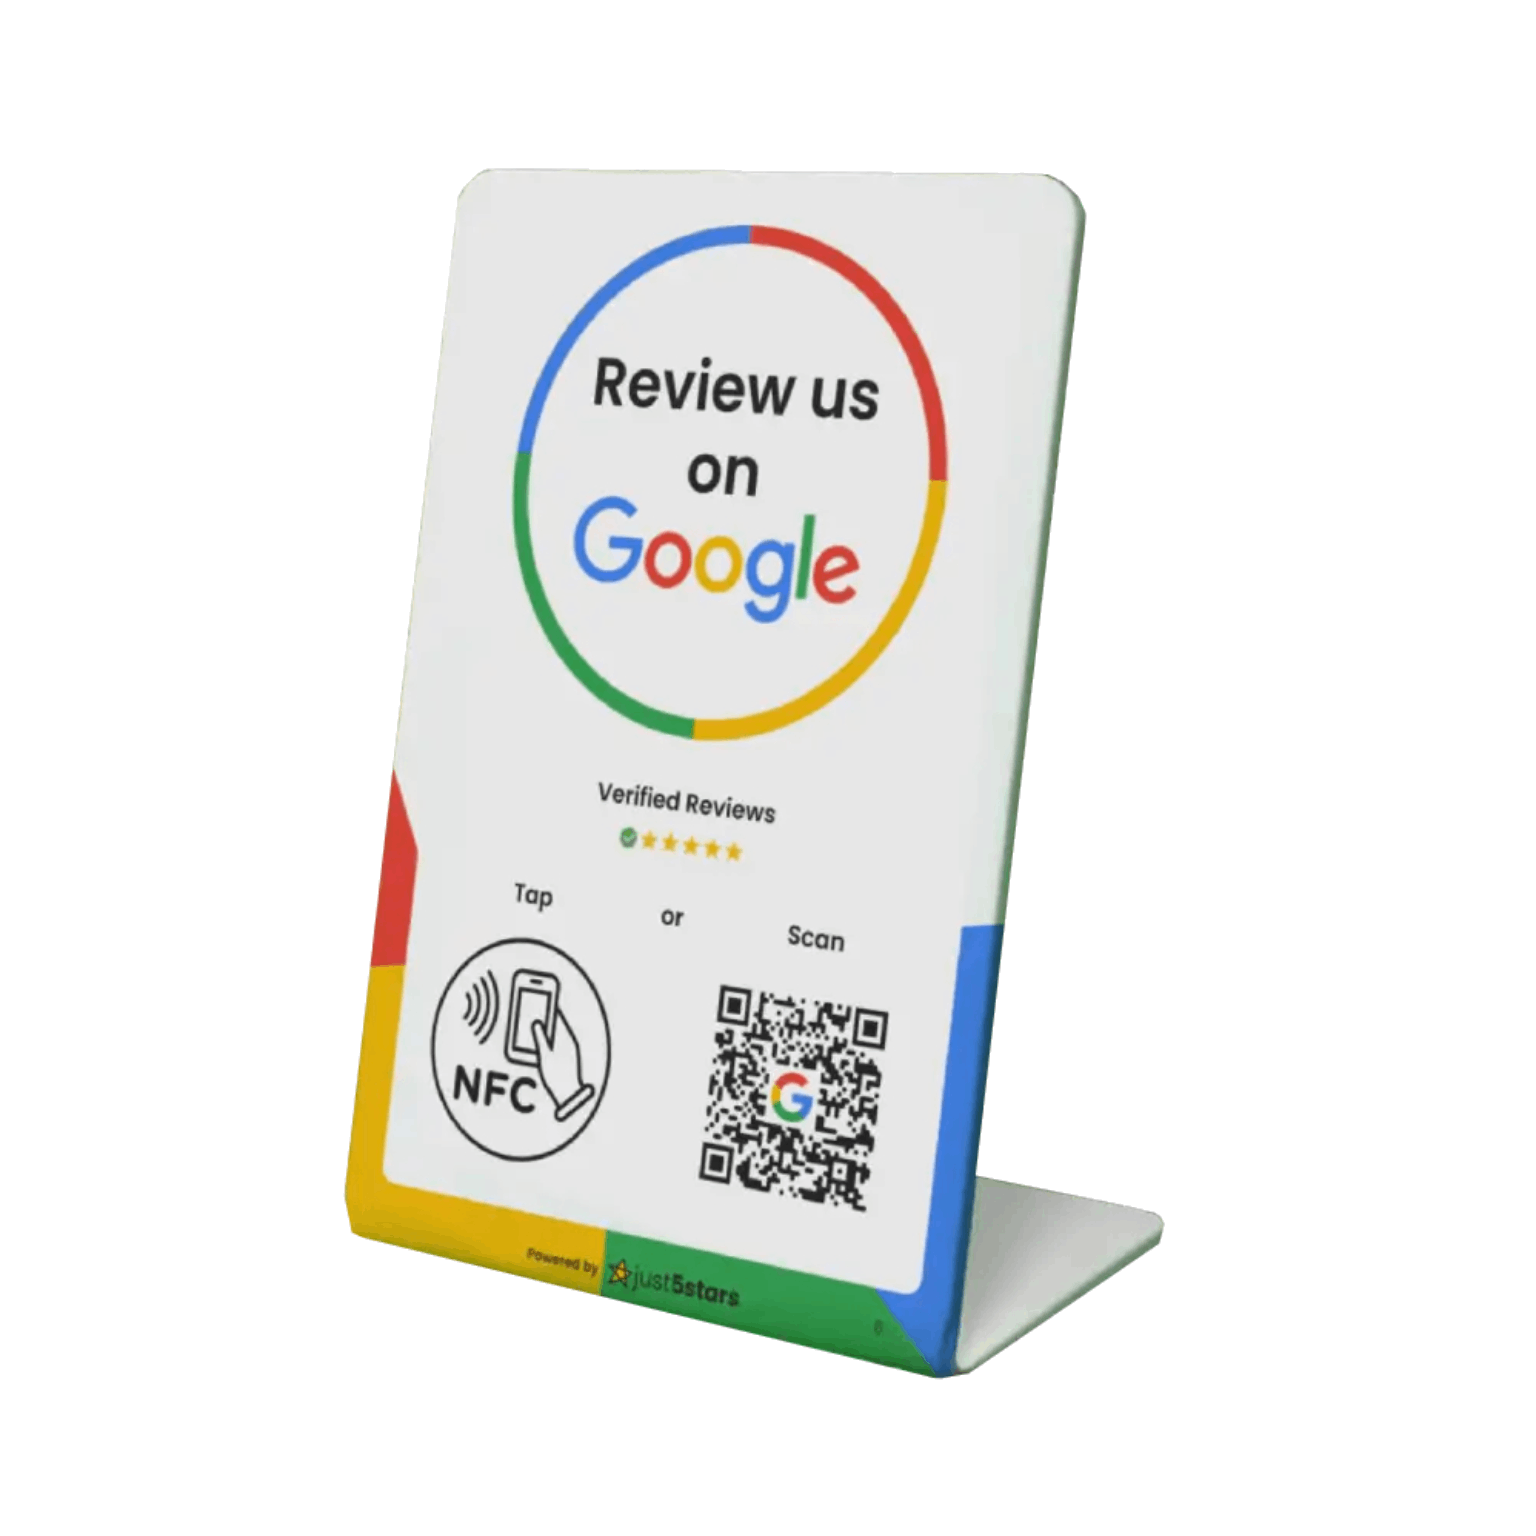 Review us
on
Google
Verified Reviews
Tap or Scan
NFC
Powered by just5stars